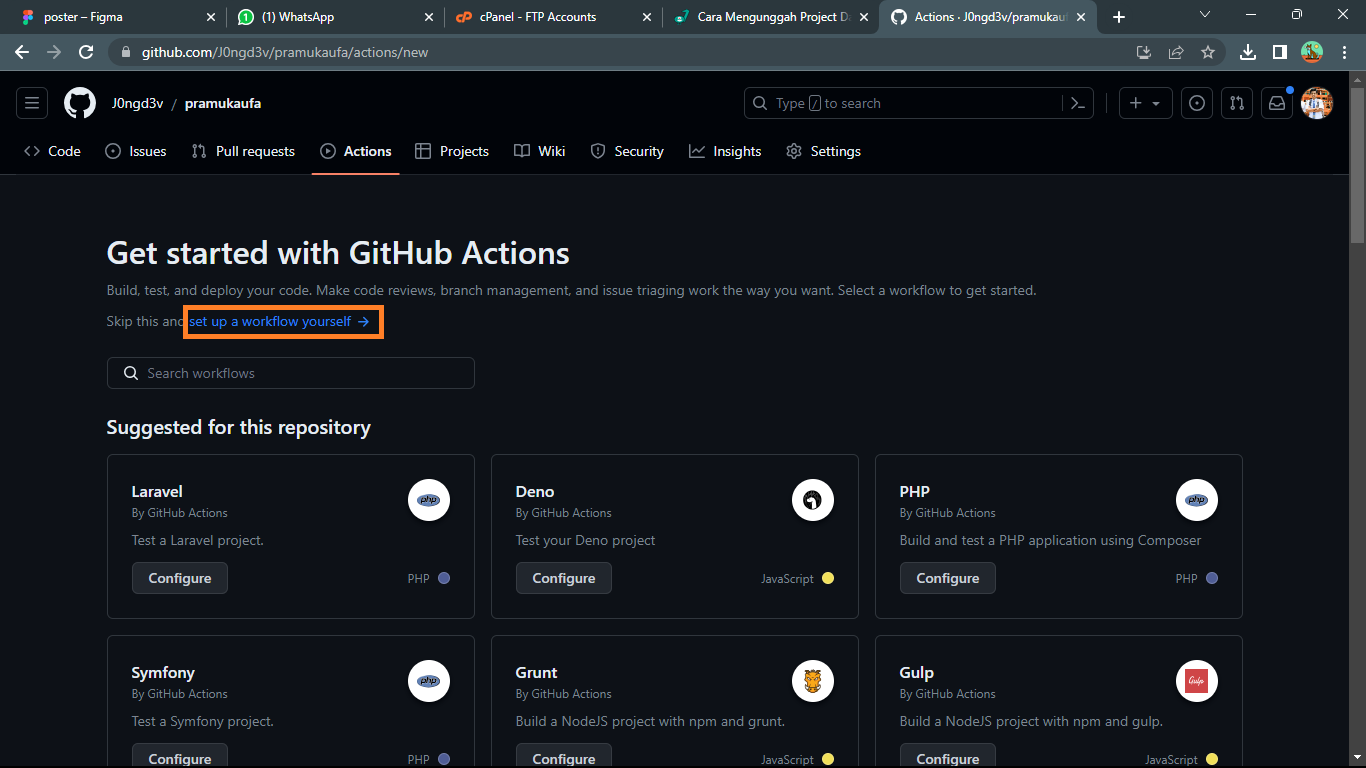 poster – Figma
(1) WhatsApp
cPanel - FTP Accounts
Cara Mengunggah Project Da
Actions · J0ngd3v/pramukaufa
github.com/J0ngd3v/pramukaufa/actions/new
J0ngd3v / pramukaufa
Type / to search
Code Issues Pull requests Actions Projects Wiki Security Insights Settings
Get started with GitHub Actions
Build, test, and deploy your code. Make code reviews, branch management, and issue triaging work the way you want. Select a workflow to get started.
Skip this and set up a workflow yourself →
Search workflows
Suggested for this repository
Laravel
By GitHub Actions
Test a Laravel project.
Configure
PHP
php
Deno
By GitHub Actions
Test your Deno project
Configure
JavaScript
PHP
By GitHub Actions
Build and test a PHP application using Composer
Configure
PHP
php
Symfony
By GitHub Actions
Test a Symfony project.
Configure
PHP
php
Grunt
By GitHub Actions
Build a NodeJS project with npm and grunt.
Configure
JavaScript
Gulp
By GitHub Actions
Build a NodeJS project with npm and gulp.
Configure
JavaScript
Gulp